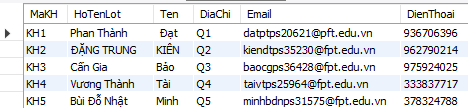 MaKH HoTenLot Ten DiaChi Email DienThoai
KH1 Phan Thành Đạt Q1 datptps20621@pft.edu.vn 936706396
KH2 ĐẶNG TRUNG KIÊN Q2 kiendtps35230@fpt.edu.vn 962790214
KH3 Cấn Gia Bảo Q3 baocgps36428@fpt.edu.vn 975924025
KH4 Vương Thành Tài Q4 taivtps25964@fpt.edu.vn 333837717
KH5 Bùi Đỗ Nhật Minh Q5 minhbdnps31575@fpt.edu.vn 378324788